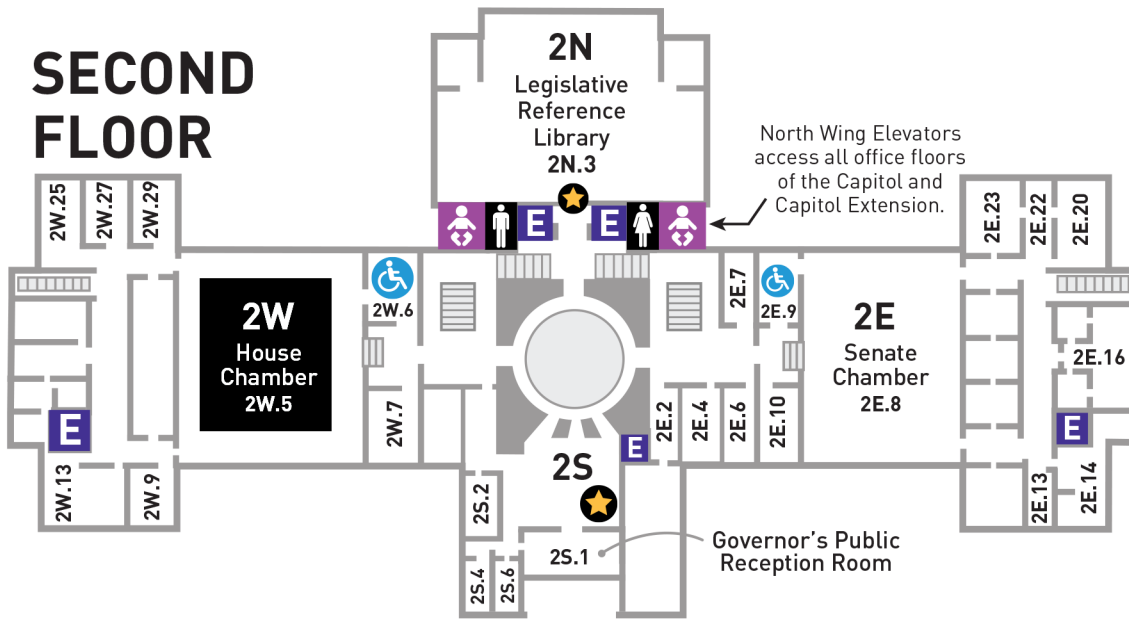 SECOND
FLOOR
2N
Legislative
Reference
Library
2N.3
North Wing Elevators
access all office floors
of the Capitol and
Capitol Extension.
E
E
2W.25
2W.27
2W.29
2E.23
2E.22
2E.20
2W
House
Chamber
2W.5
2W.6
2W.7
2E.7
2E.9
2E
Senate
Chamber
2E.8
2E.16
E
2W.13
2W.9
2S
E
2E.2
2E.4
2E.6
2E.10
E
2E.13
2E.14
2S.2
2S.1
2S.4
2S.6
Governor's Public
Reception Room